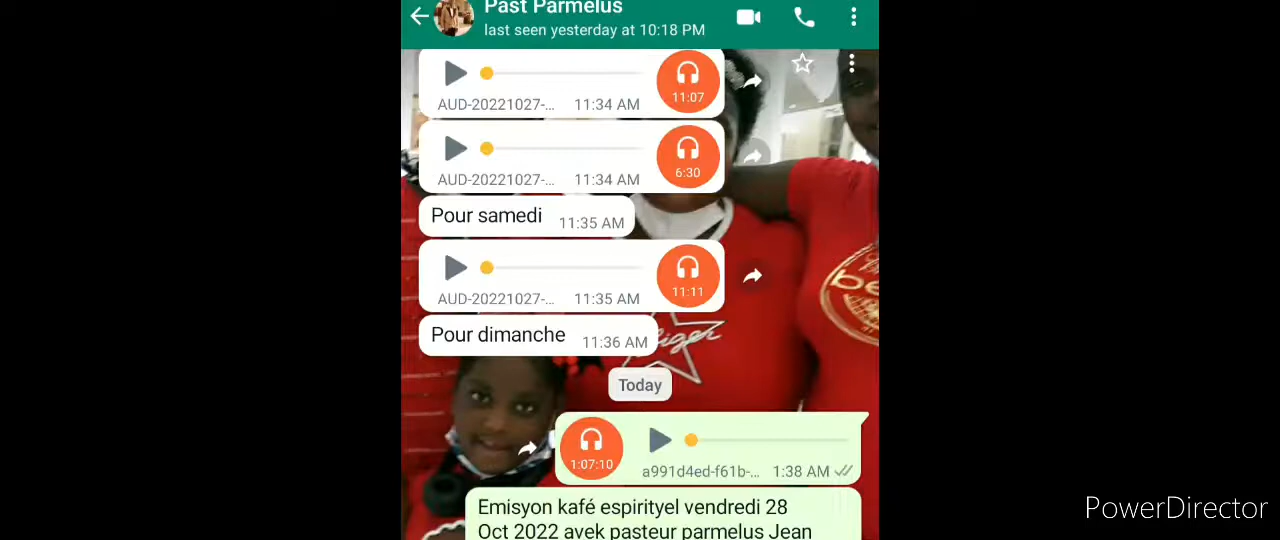 Past Parmelus
last seen yesterday at 10:18 PM
11:07
AUD-20221027-... 11:34 AM
6:30
AUD-20221027-... 11:34 AM
Pour samedi 11:35 AM
11:11
AUD-20221027-... 11:35 AM
Pour dimanche 11:36 AM
Today
1:07:10
a991d4ed-f61b-... 1:38 AM
Emisyon kafé espirityel vendredi 28
Oct 2022 avek pasteur parmelus Jean
PowerDirector